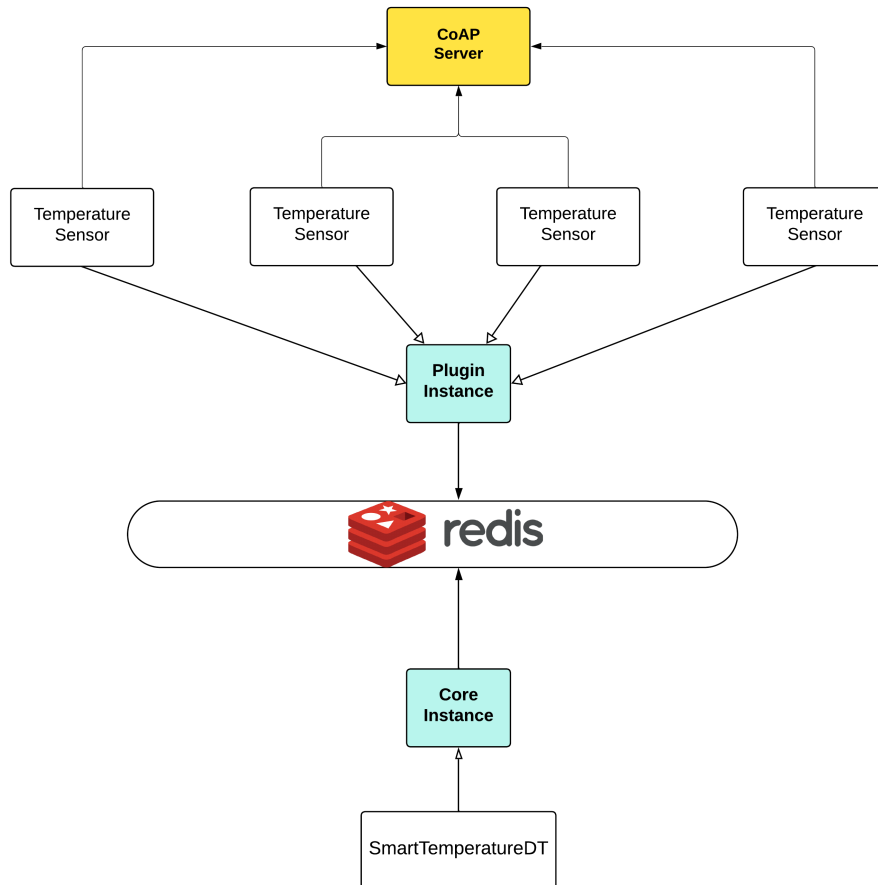 CoAP
Server
Temperature
Sensor
Temperature
Sensor
Temperature
Sensor
Temperature
Sensor
Plugin
Instance
redis
Core
Instance
SmartTemperatureDT